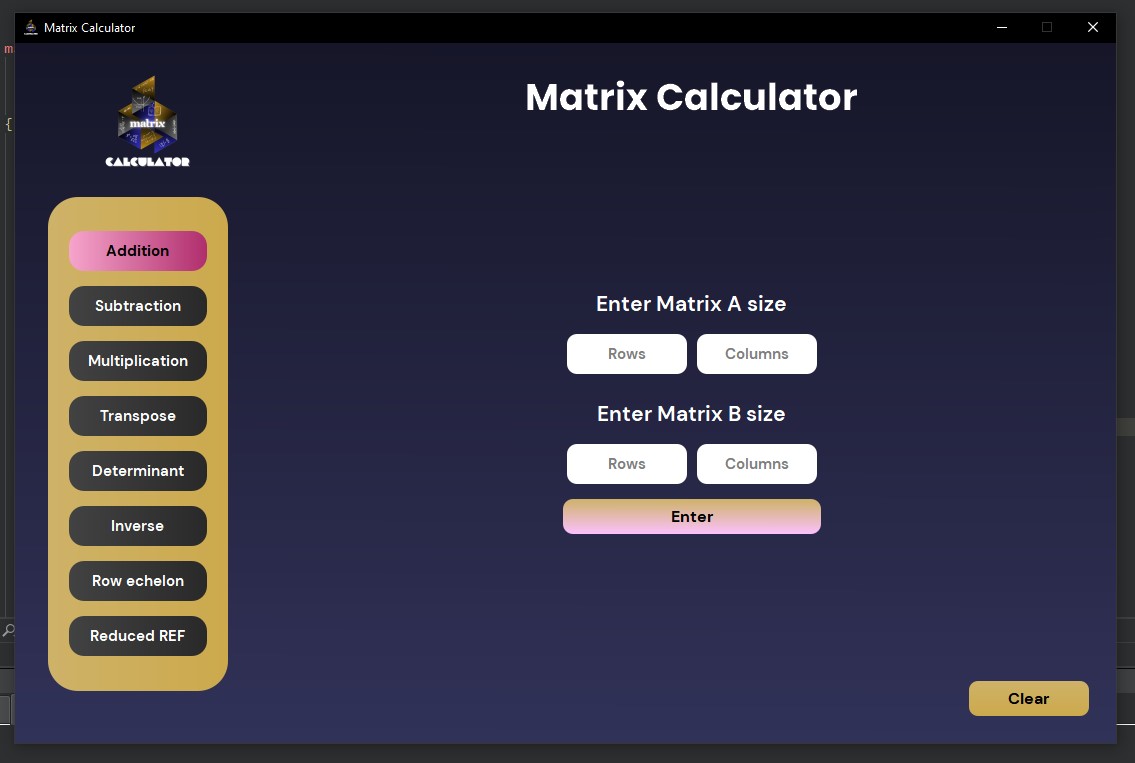 Matrix Calculator
m
{
matrix
CALCULATOR
Matrix Calculator
Addition
Subtraction
Multiplication
Transpose
Determinant
Inverse
Row echelon
Reduced REF
Enter Matrix A size
Rows Columns
Enter Matrix B size
Rows Columns
Enter
Clear